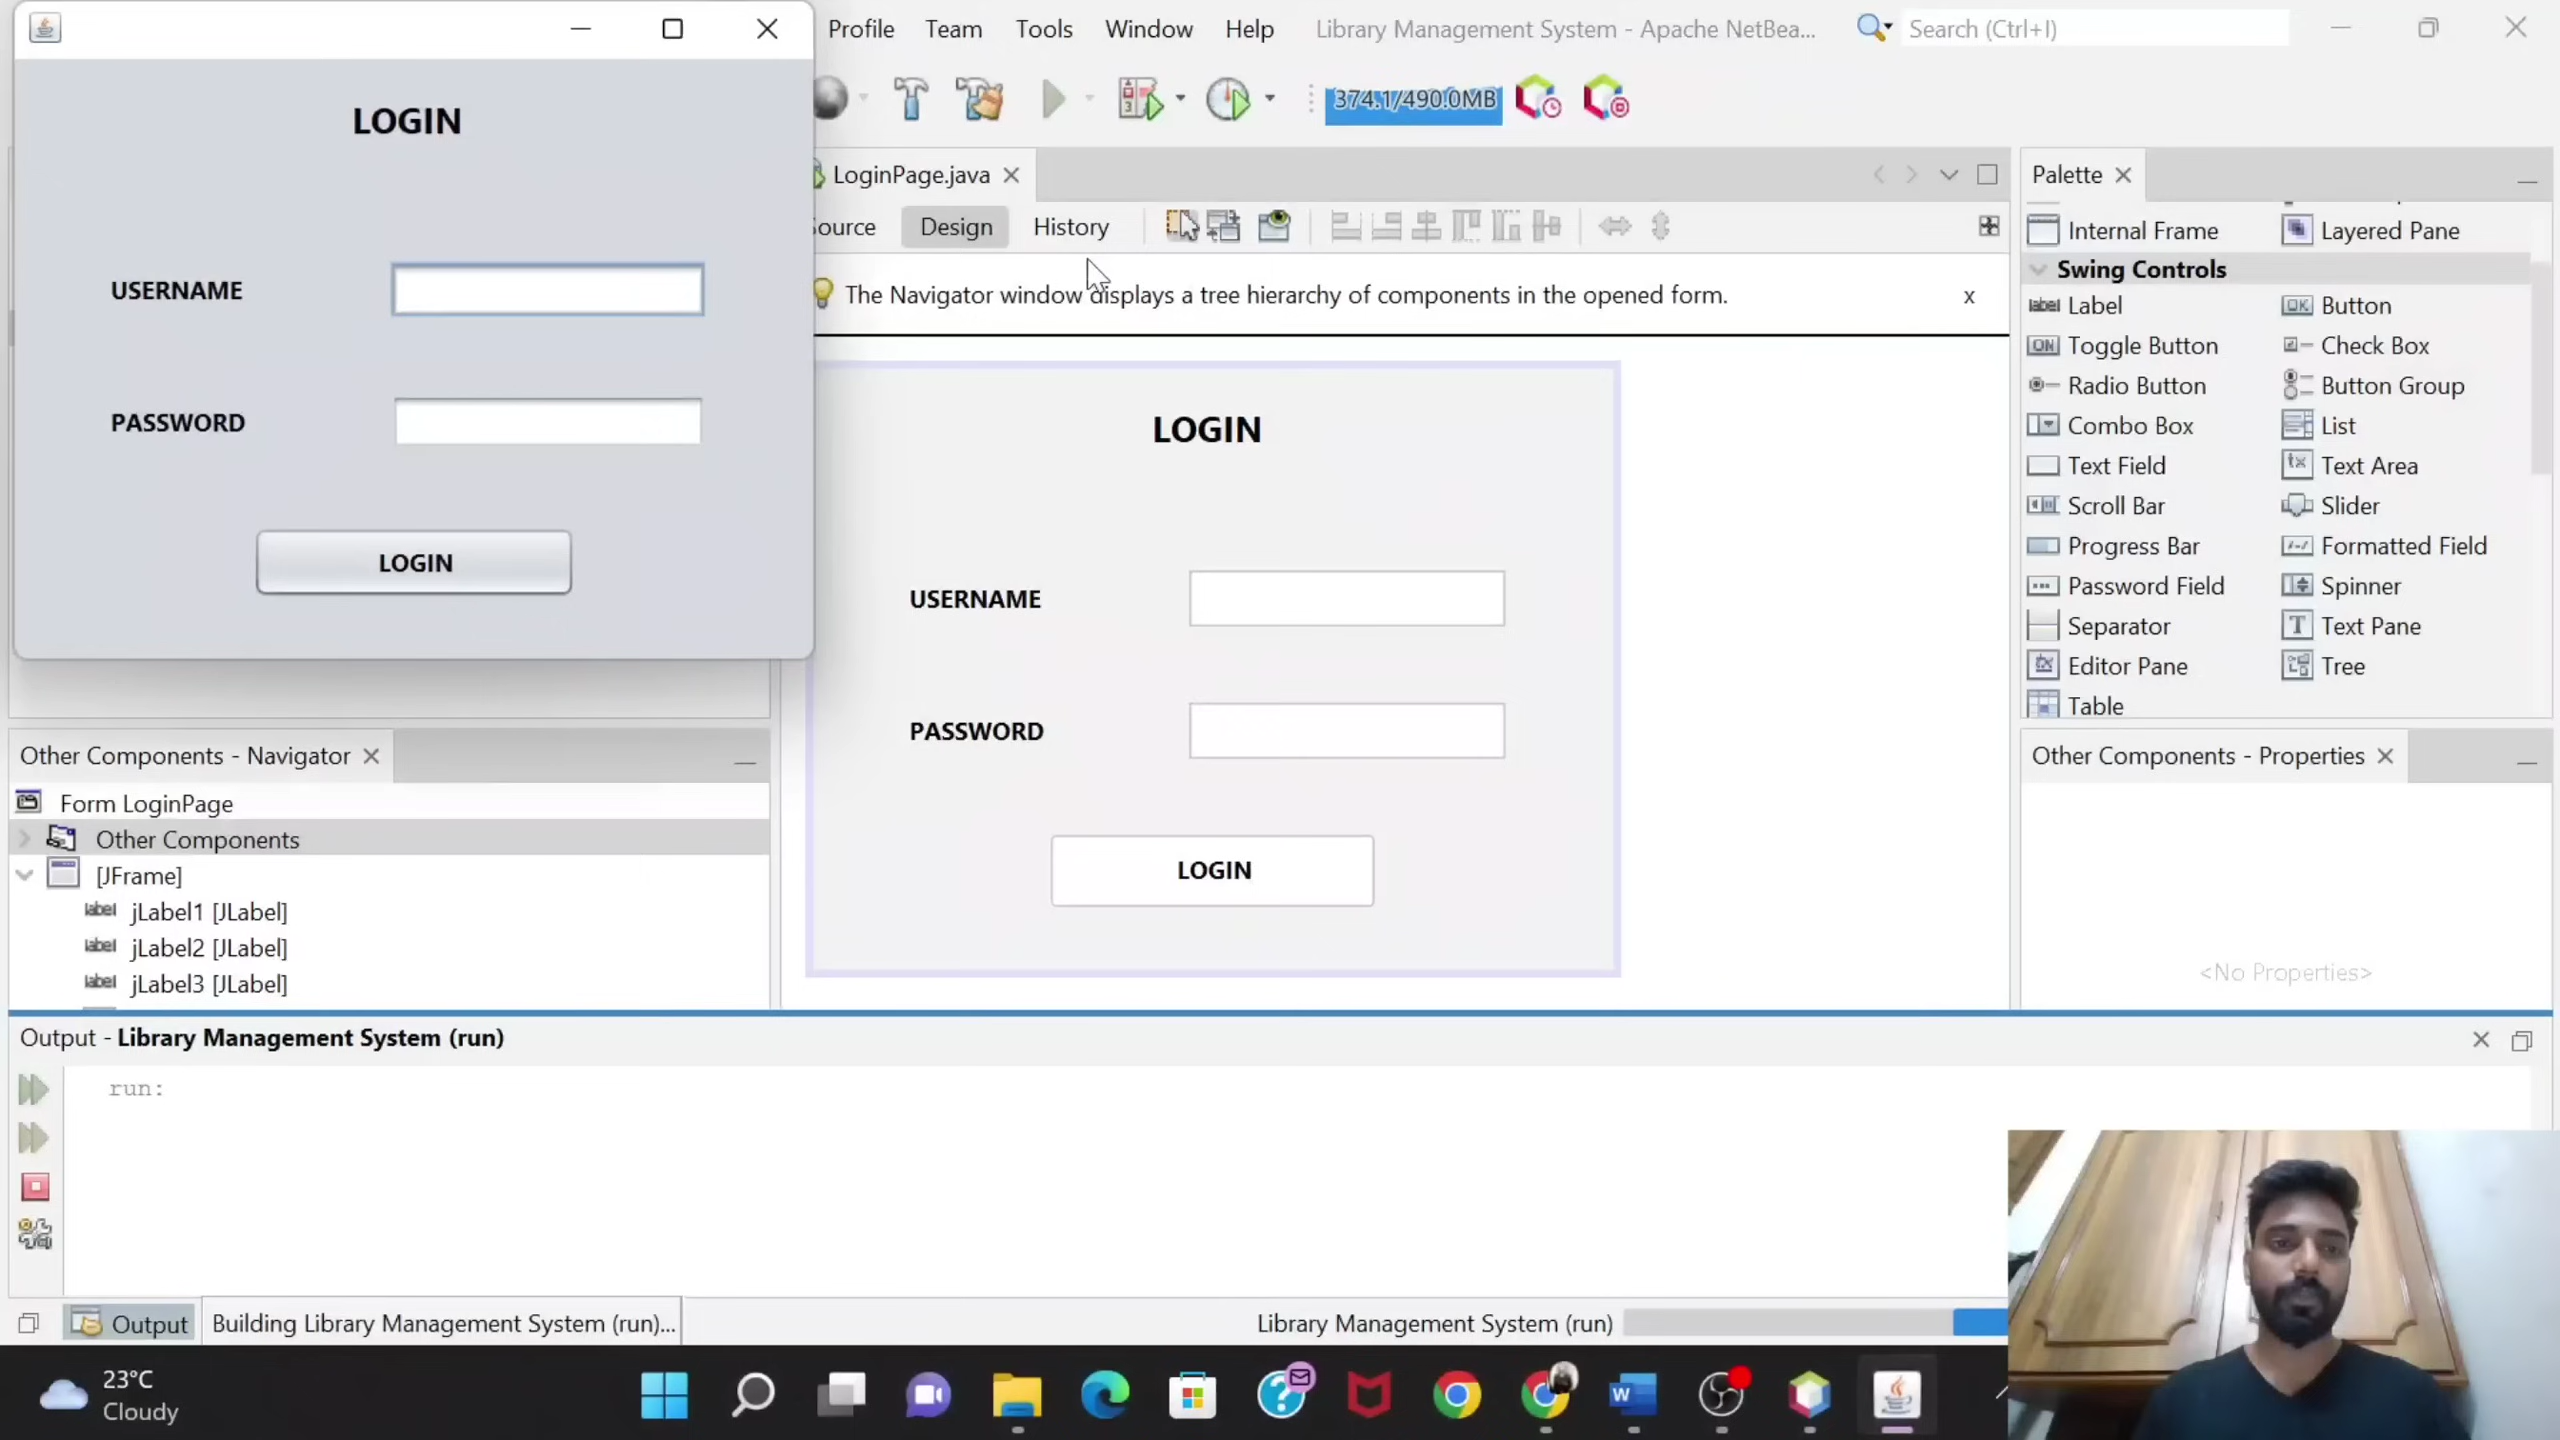 Profile Team Tools Window Help Library Management System - Apache NetBea... Search (Ctrl+I)
374.1/490.0MB
LOGIN
USERNAME
PASSWORD
LOGIN
LoginPage.java
ource Design History
The Navigator window displays a tree hierarchy of components in the opened form. x
LOGIN
USERNAME
PASSWORD
LOGIN
Palette
Internal Frame Layered Pane
Swing Controls
label Label OK Button
ON Toggle Button Check Box
Radio Button Button Group
Combo Box List
Text Field Text Area
Scroll Bar Slider
Progress Bar Formatted Field
Password Field Spinner
Separator Text Pane
Editor Pane Tree
Table
Other Components - Navigator
Form LoginPage
Other Components
[JFrame]
label jLabel1 [JLabel]
label jLabel2 [JLabel]
label jLabel3 [JLabel]
Other Components - Properties
<No Properties>
Output - Library Management System (run)
run:
Output Building Library Management System (run)... Library Management System (run)
23°C
Cloudy